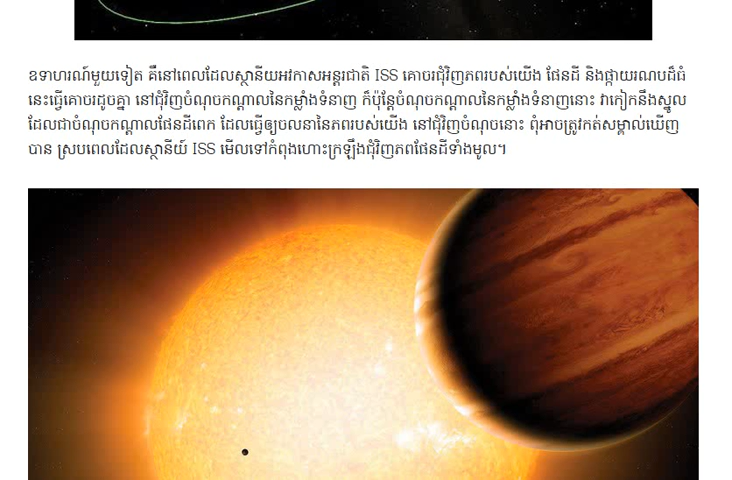 ឧទាហរណ៍មួយទៀត គឺនៅពេលដែលស្ថានីយអវកាសអន្តរជាតិ ISS គោចរជុំវិញភពរបស់យើង ផែនដី និងផ្កាយរណបដ៏ធំ
នេះធ្វើគោចរដូចគ្នា នៅជុំវិញចំណុចកណ្តាលនៃកម្លាំងទំនាញ ក៏ប៉ុន្តែចំណុចកណ្តាលនៃកម្លាំងទំនាញនោះ វាកៀកនឹងស្នូល
ដែលជាចំណុចកណ្តាលផែនដីពេក ដែលធ្វើឲ្យចលនានៃភពរបស់យើង នៅជុំវិញចំណុចនោះ ពុំអាចត្រូវកត់សម្គាល់ឃើញ
បាន ស្របពេលដែលស្ថានីយ៍ ISS មើលទៅកំពុងហោះក្រឡឹងជុំវិញភពផែនដីទាំងមូល។